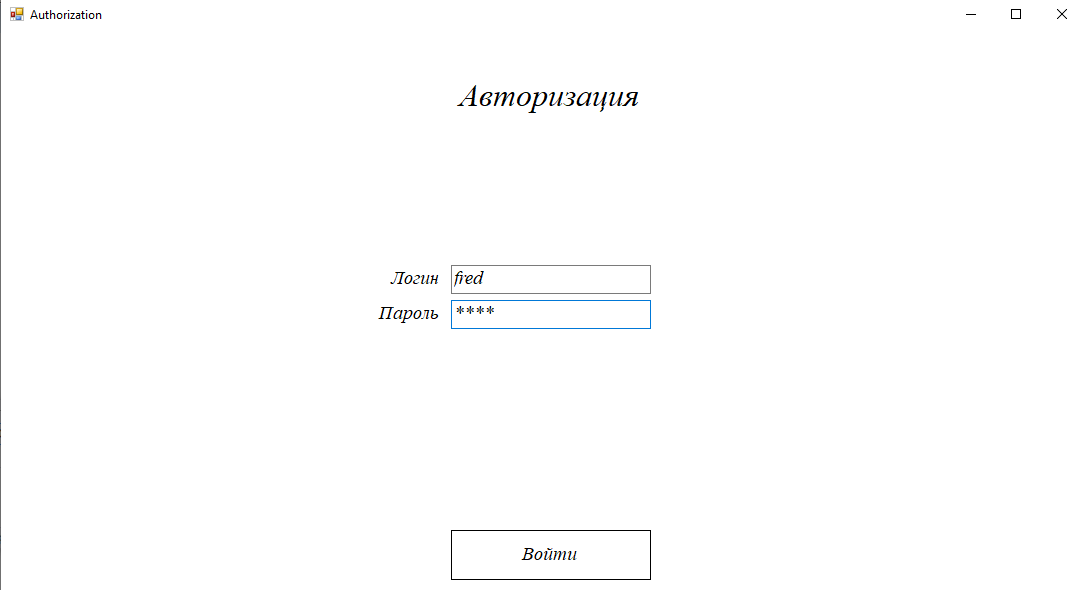 Authorization
Авторизация
Логин fred
Пароль ****
Войти